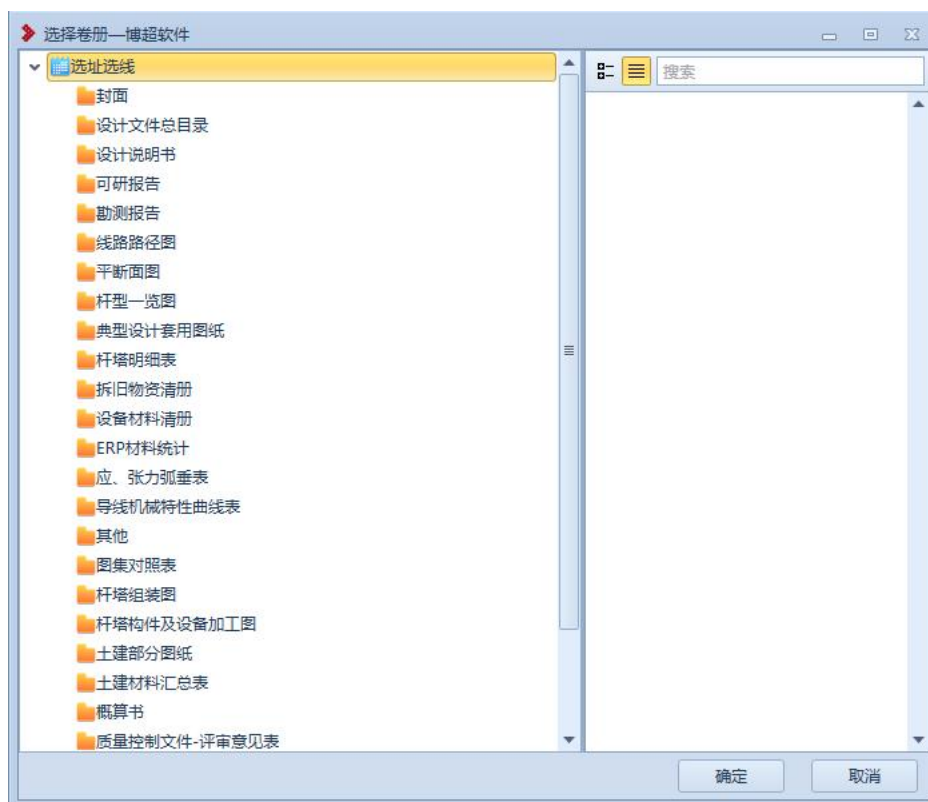 选择卷册—博超软件
选址选线
搜索
封面
设计文件总目录
设计说明书
可研报告
勘测报告
线路路径图
平断面图
杆型一览图
典型设计套用图纸
杆塔明细表
拆旧物资清册
设备材料清册
ERP材料统计
应、张力弧垂表
导线机械特性曲线表
其他
图集对照表
杆塔组装图
杆塔构件及设备加工图
土建部分图纸
土建材料汇总表
概算书
质量控制文件-评审意见表
确定
取消